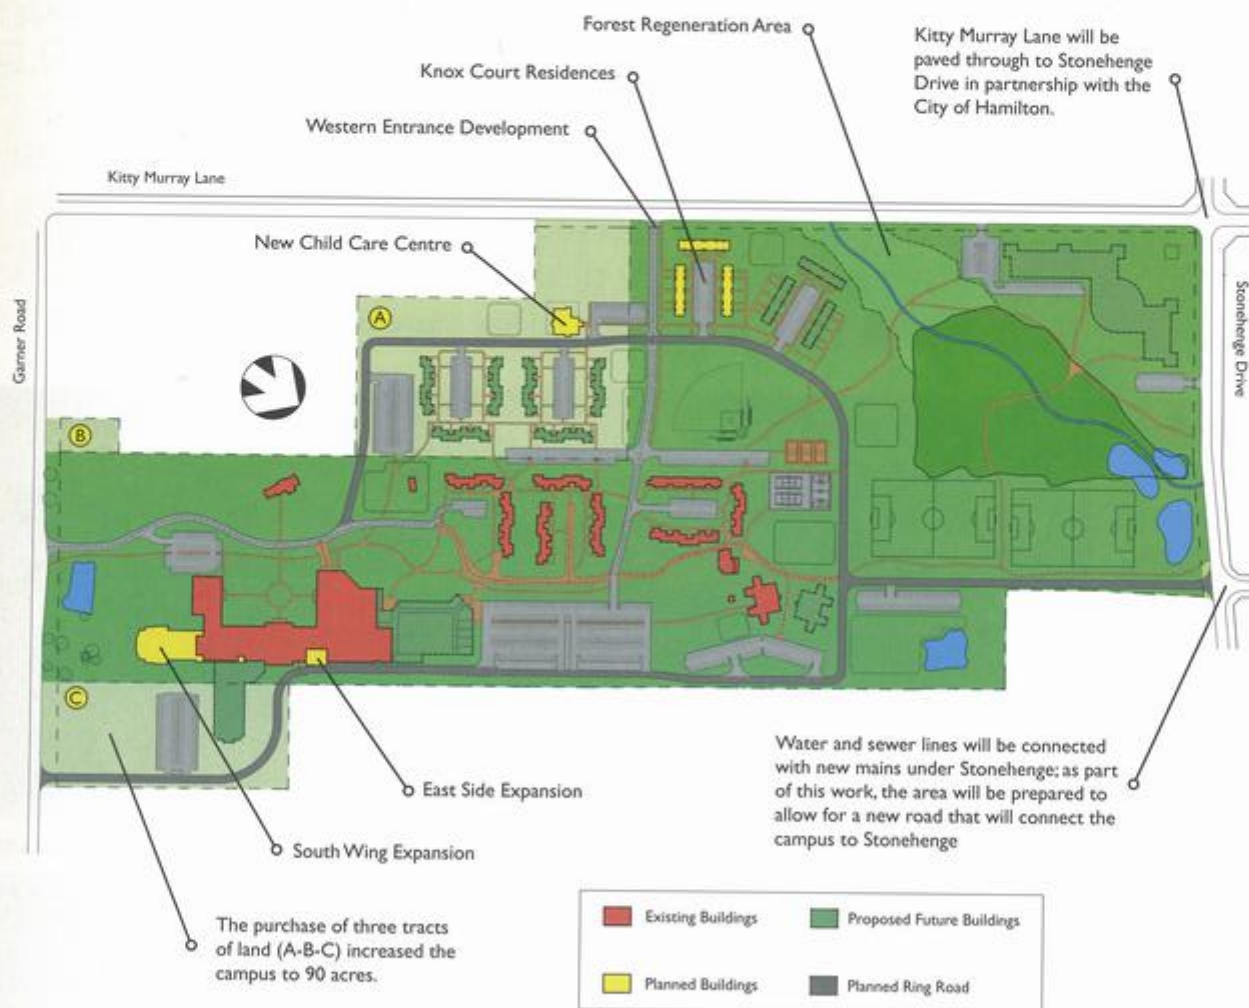 Forest Regeneration Area
Kitty Murray Lane will be
paved through to Stonehenge
Drive in partnership with the
City of Hamilton.
Knox Court Residences
Western Entrance Development
Kitty Murray Lane
New Child Care Centre
Garner Road
Stonehenge Drive
A
B
C
Water and sewer lines will be connected
with new mains under Stonehenge; as part
of this work, the area will be prepared to
allow for a new road that will connect the
campus to Stonehenge
East Side Expansion
South Wing Expansion
The purchase of three tracts
of land (A-B-C) increased the
campus to 90 acres.
Existing Buildings
Proposed Future Buildings
Planned Buildings
Planned Ring Road